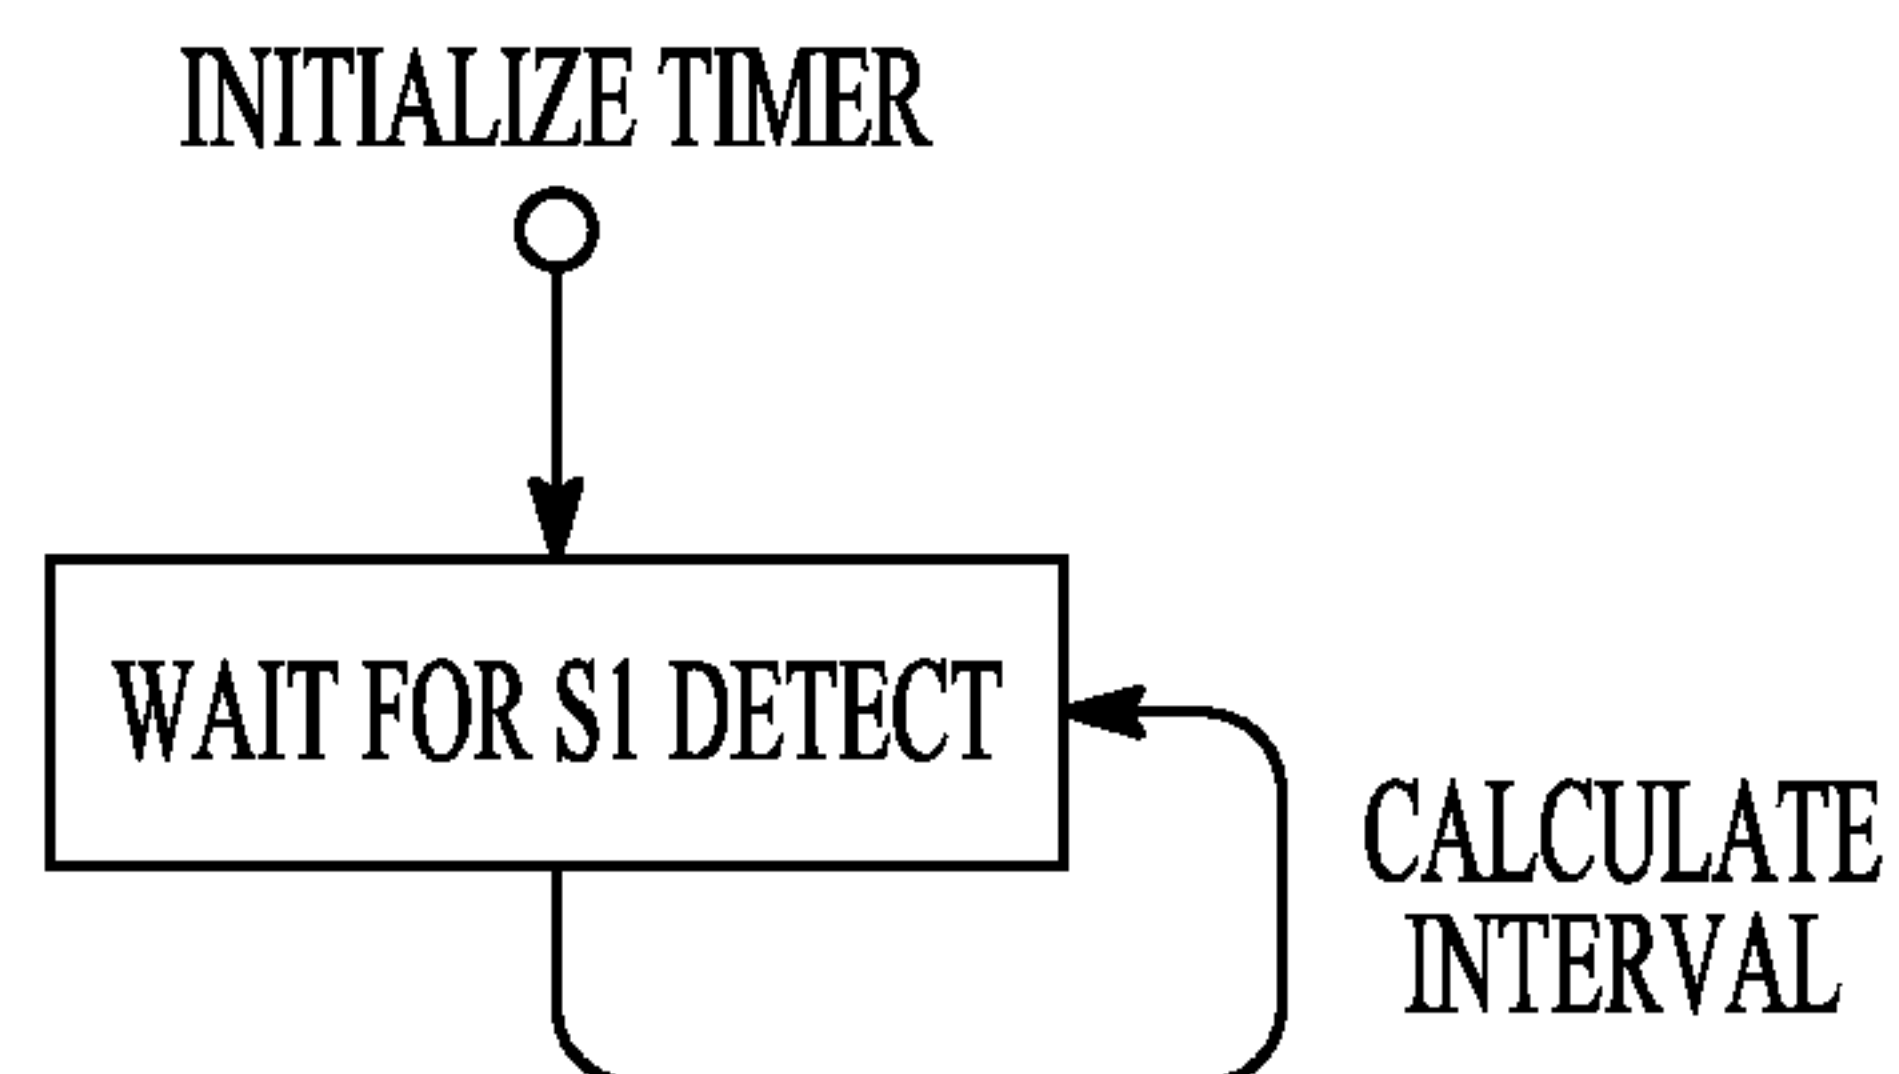 INITIALIZE TIMER
WAIT FOR S1 DETECT
CALCULATE
INTERVAL